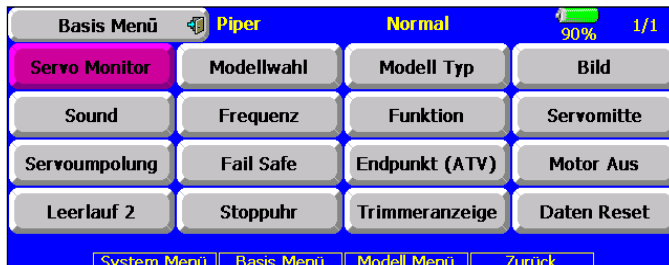 Basis Menü Piper Normal 90% 1/1
Servo Monitor Modellwahl Modell Typ Bild
Sound Frequenz Funktion Servomitte
Servoumpolung Fail Safe Endpunkt (ATV) Motor Aus
Leerlauf 2 Stoppuhr Trimmeranzeige Daten Reset
System Menü Basis Menü Modell Menü Zurück